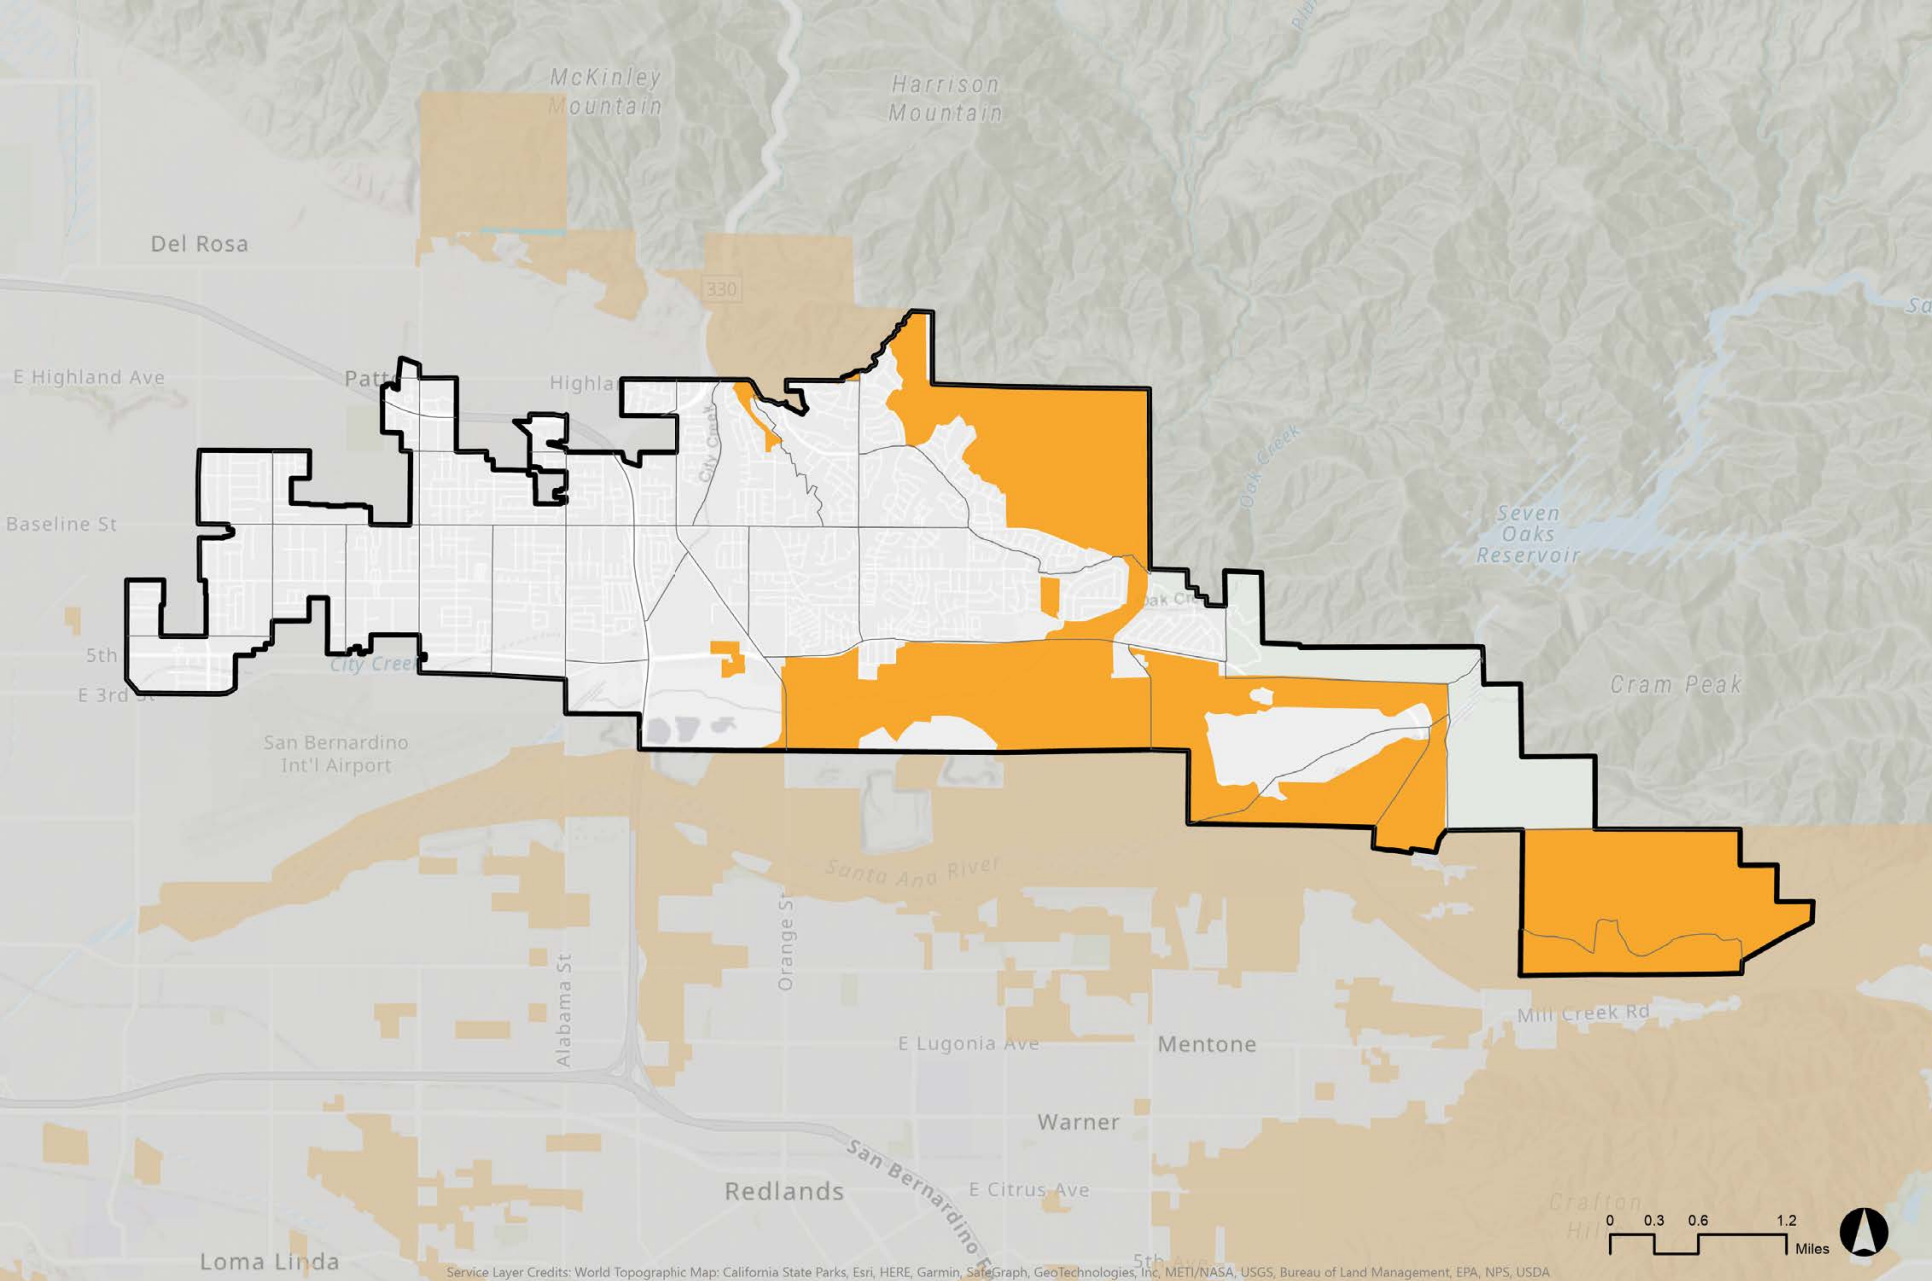 McKinley
Mountain
Harrison
Mountain
Del Rosa
330
E Highland Ave
Patt
Highla
City Creek
Oak Creek
Baseline St
Seven
Oaks
Reservoir
Oak Cre
5th
City Creek
E 3rd St
Cram Peak
San Bernardino
Int'l Airport
Santa Ana River
Orange St
Alabama St
Mill Creek Rd
E Lugonia Ave
Mentone
Warner
San Bernardino F
Redlands
E Citrus Ave
Crafton
Hil
Loma Linda
5th Ave
0 0.3 0.6 1.2
Miles
Service Layer Credits: World Topographic Map: California State Parks, Esri, HERE, Garmin, SafeGraph, GeoTechnologies, Inc, METI/NASA, USGS, Bureau of Land Management, EPA, NPS, USDA